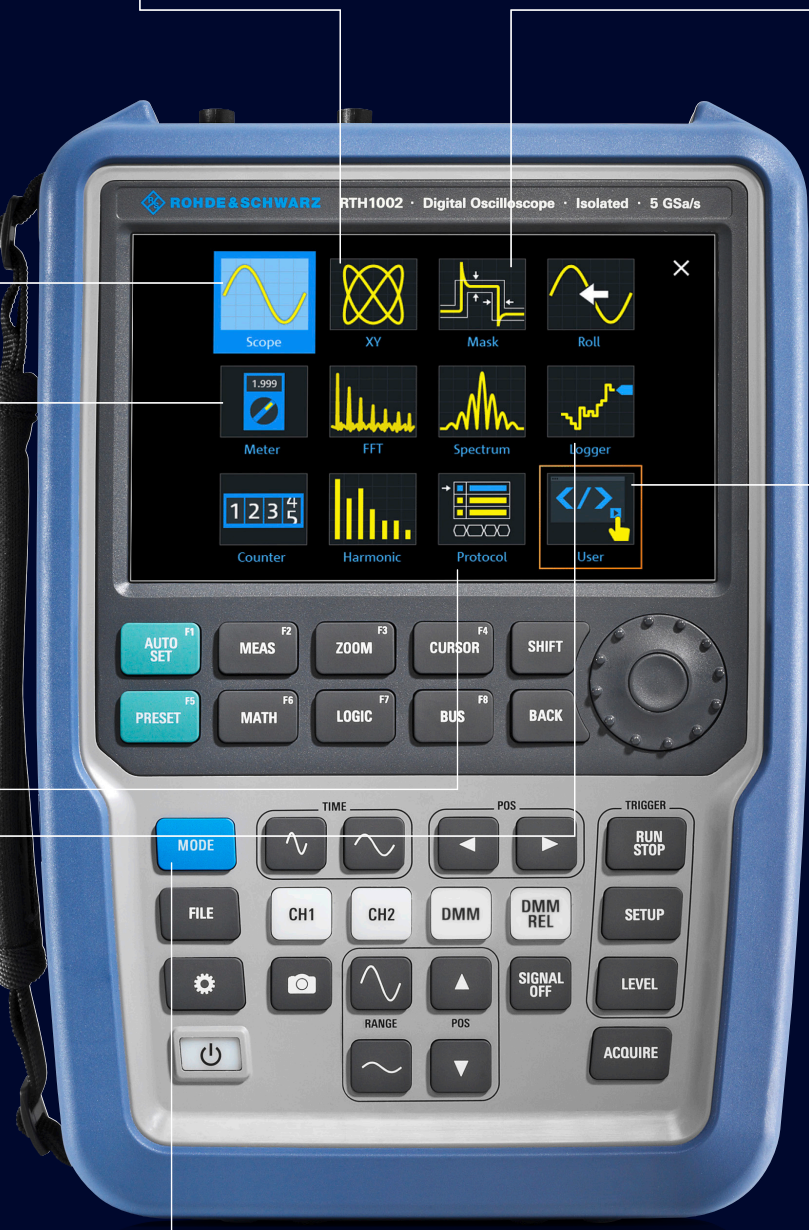 ROHDE&SCHWARZ RTH1002 · Digital Oscilloscope · Isolated · 5 GSa/s
Scope XY Mask Roll
1.999
Meter FFT Spectrum Logger
1 2 3 4
5
</>
Counter Harmonic Protocol User
AUTO SET F1 MEAS F2 ZOOM F3 CURSOR F4 SHIFT
PRESET F5 MATH F6 LOGIC F7 BUS F8 BACK
TIME POS TRIGGER
MODE RUN STOP
FILE CH1 CH2 DMM DMM REL SETUP
SIGNAL OFF LEVEL
RANGE POS
ACQUIRE